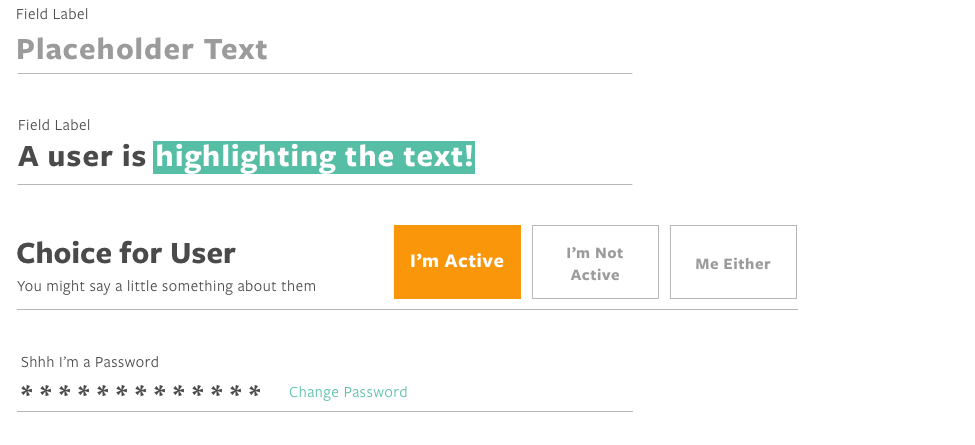 Field Label
Placeholder Text
Field Label
A user is highlighting the text!
Choice for User
You might say a little something about them
I'm Active
I'm Not
Active
Me Either
Shhh I'm a Password
* * * * * * * * * * * * * Change Password